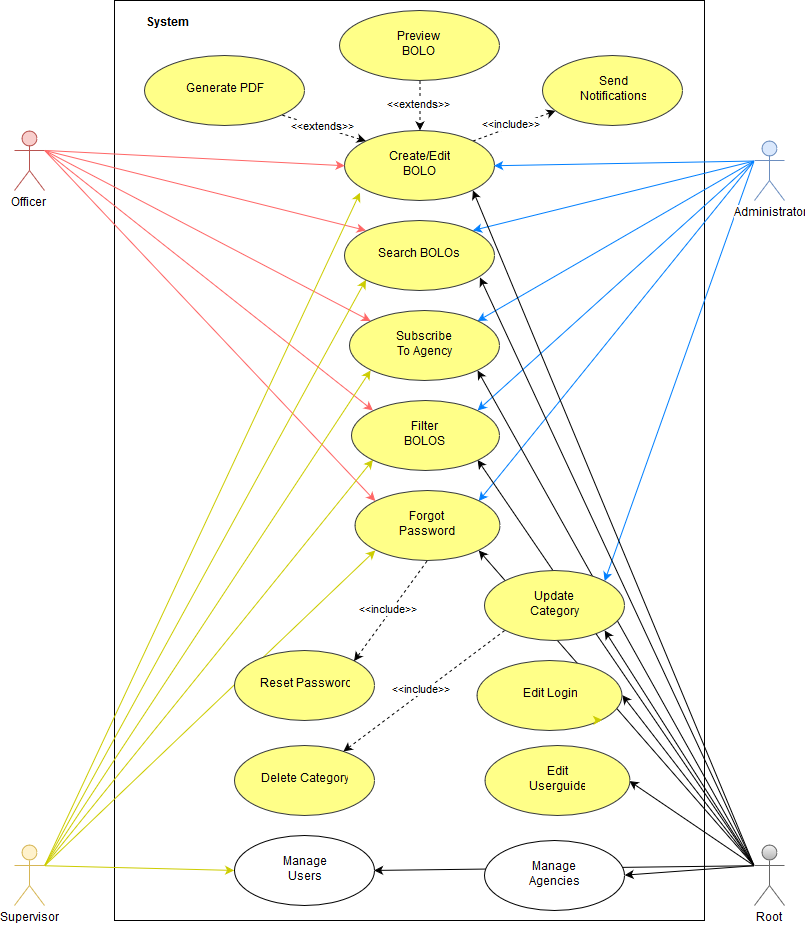 System
Preview
BOLO
Generate PDF
Send
Notifications
<<extends>>
<<include>>
<<extends>>
Create/Edit
BOLO
Officer
Administrator
Search BOLOs
Subscribe
To Agency
Filter
BOLOS
Forgot
Password
Update
Category
<<include>>
Reset Password
<<include>>
Edit Login
Delete Category
Edit
Userguide
Manage
Users
Manage
Agencies
Supervisor
Root